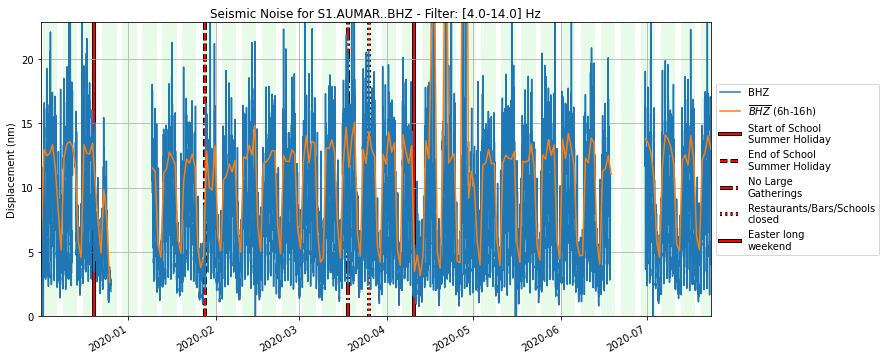 Seismic Noise for S1.AUMAR..BHZ - Filter: [4.0-14.0] Hz
Displacement (nm)
20
15
10
5
0
2020-01
2020-02
2020-03
2020-04
2020-05
2020-06
2020-07
BHZ
BHZ (6h-16h)
Start of School
Summer Holiday
End of School
Summer Holiday
No Large
Gatherings
Restaurants/Bars/Schools
closed
Easter long
weekend